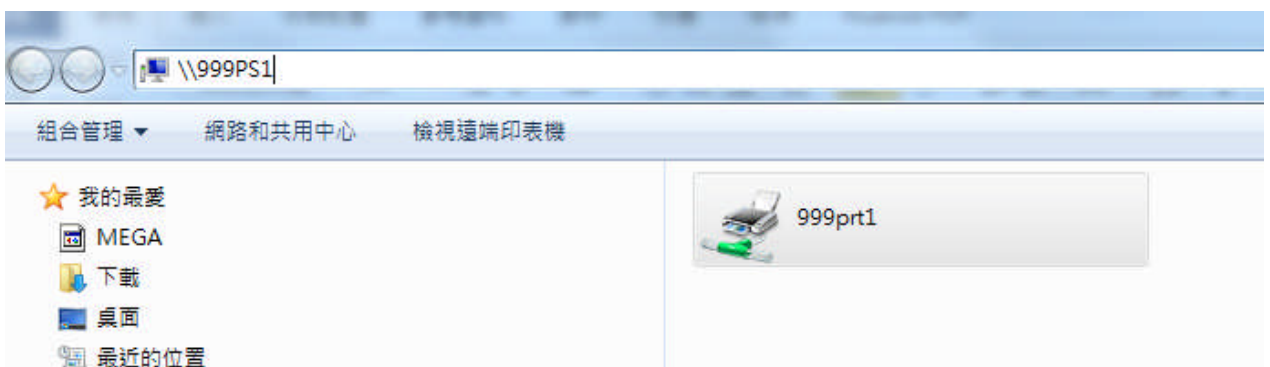 \\999PS1
組合管理 網路和共用中心 檢視遠端印表機
我的最愛
MEGA
下載
桌面
最近的位置
999prt1